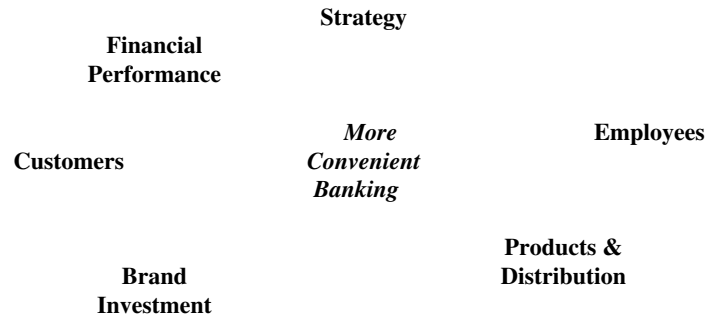 Strategy
Financial
Performance
More
Convenient
Banking
Employees
Customers
Products &
Distribution
Brand
Investment